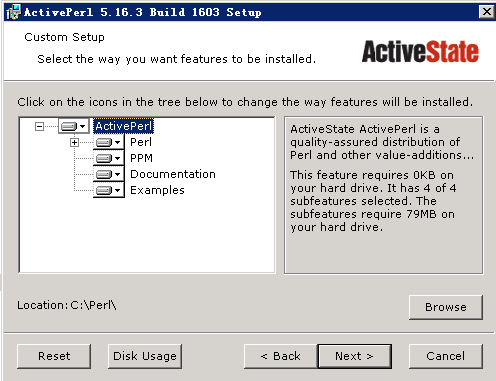 ActivePerl 5.16.3 Build 1603 Setup
Custom Setup
Select the way you want features to be installed.
ActiveState
Click on the icons in the tree below to change the way features will be installed.
ActivePerl
Perl
PPM
Documentation
Examples
ActiveState ActivePerl is a
quality-assured distribution of
Perl and other value-additions...
This feature requires 0KB on
your hard drive. It has 4 of 4
subfeatures selected. The
subfeatures require 79MB on
your hard drive.
Location: C:\Perl\
Browse
Reset
Disk Usage
< Back
Next >
Cancel